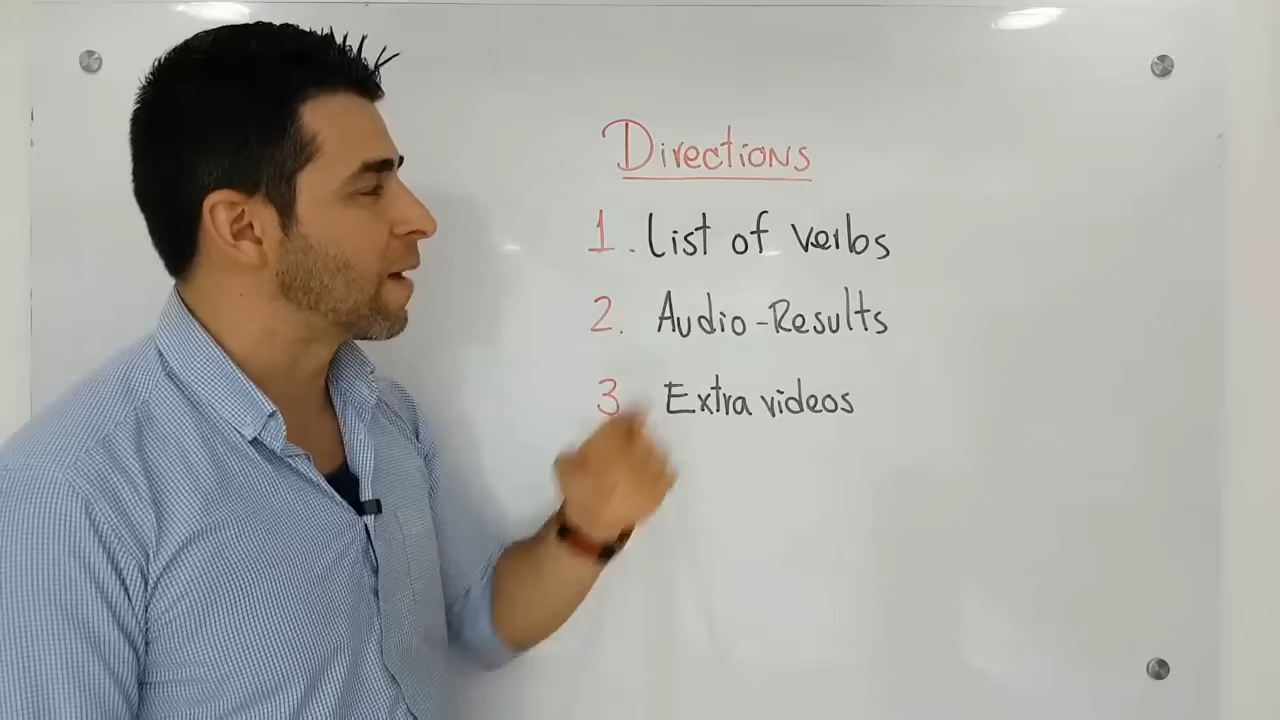 Directions
1. List of verbs
2. Audio-Results
3 Extra videos